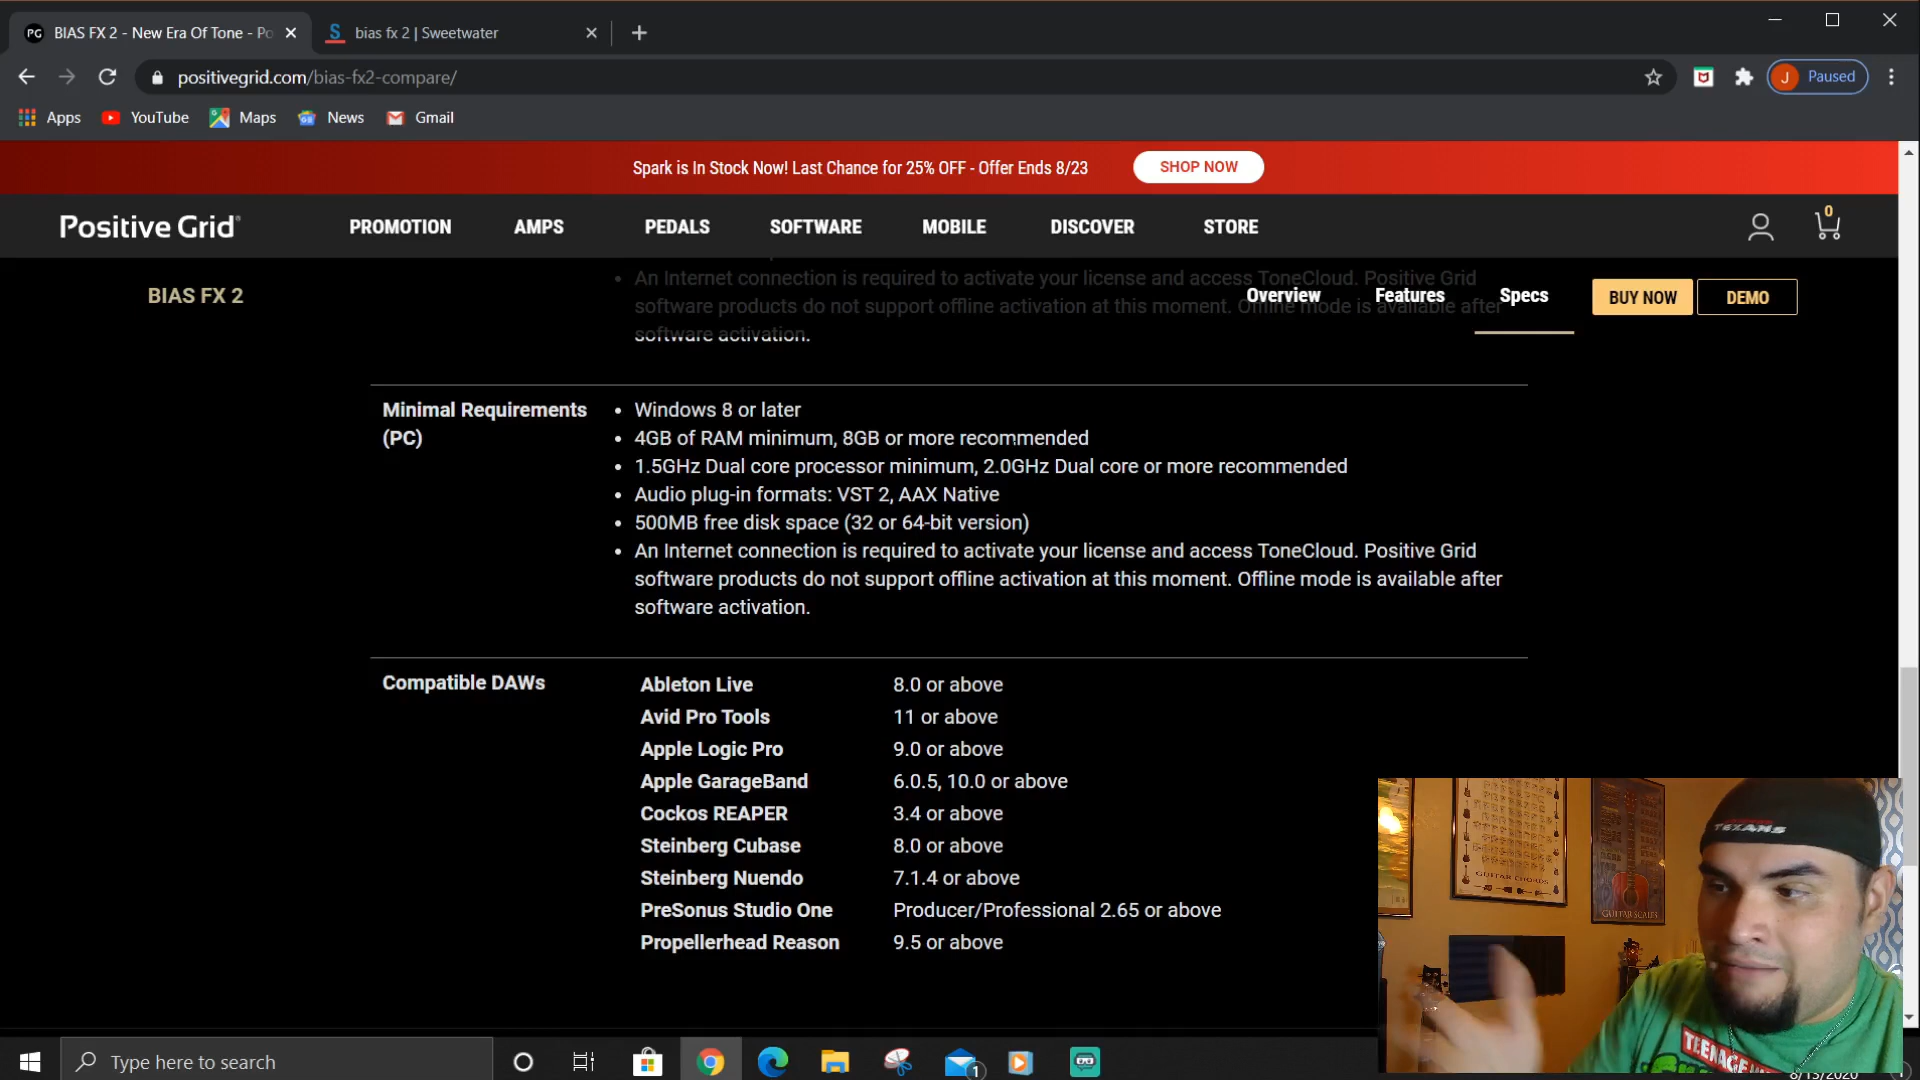 BIAS FX 2 - New Era Of Tone - Po
bias fx 2 | Sweetwater
positivegrid.com/bias-fx2-compare/
J Paused
Apps YouTube Maps News Gmail
Spark is In Stock Now! Last Chance for 25% OFF - Offer Ends 8/23 SHOP NOW
Positive Grid PROMOTION AMPS PEDALS SOFTWARE MOBILE DISCOVER STORE 0
BIAS FX 2 Overview Features Specs BUY NOW DEMO
• An Internet connection is required to activate your license and access ToneCloud. Positive Grid
software products do not support offline activation at this moment. Offline mode is available after
software activation.
Minimal Requirements
(PC)
• Windows 8 or later
• 4GB of RAM minimum, 8GB or more recommended
• 1.5GHz Dual core processor minimum, 2.0GHz Dual core or more recommended
• Audio plug-in formats: VST 2, AAX Native
• 500MB free disk space (32 or 64-bit version)
• An Internet connection is required to activate your license and access ToneCloud. Positive Grid
software products do not support offline activation at this moment. Offline mode is available after
software activation.
Compatible DAWs
Ableton Live 8.0 or above
Avid Pro Tools 11 or above
Apple Logic Pro 9.0 or above
Apple GarageBand 6.0.5, 10.0 or above
Cockos REAPER 3.4 or above
Steinberg Cubase 8.0 or above
Steinberg Nuendo 7.1.4 or above
PreSonus Studio One Producer/Professional 2.65 or above
Propellerhead Reason 9.5 or above
GUITAR CHORDS
GUITAR SCALES
TEXANS
TEENAGE
Type here to search
1
8/13/2020